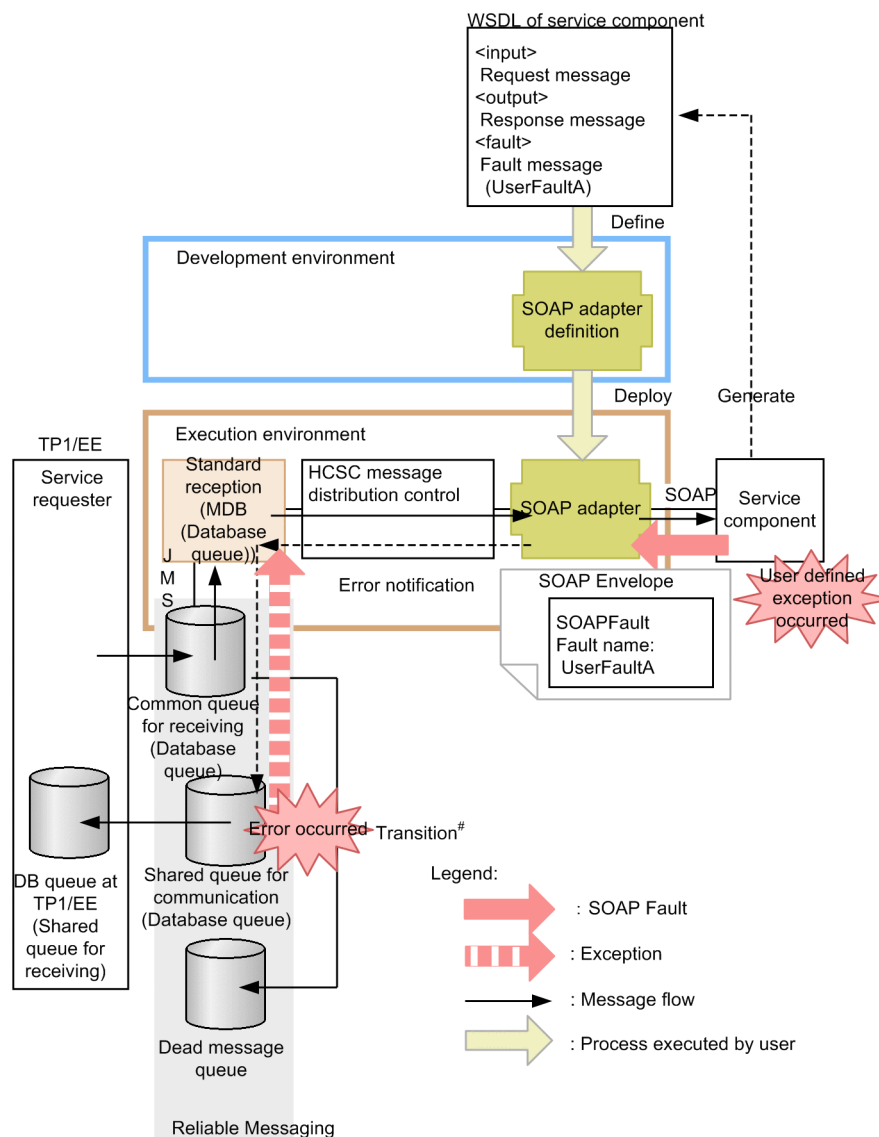 WSDL of service component
<input>
Request message
<output>
Response message
<fault>
Fault message
(UserFaultA)
Define
Development environment
SOAP adapter
definition
Deploy
Generate
TP1/EE
Execution environment
Service
requester
Standard
reception
(MDB
(Database
queue))
HCSC message
distribution control
SOAP adapter
SOAP
Service
component
J
M
S
Error notification
SOAP Envelope
User defined
exception
occurred
SOAPFault
Fault name:
UserFaultA
Common queue
for receiving
(Database
queue)
Error occurred
Transition#
DB queue at
TP1/EE
(Shared
queue for
receiving)
Shared queue for
communication
(Database queue)
Legend:
: SOAP Fault
: Exception
: Message flow
: Process executed by user
Dead message
queue
Reliable Messaging